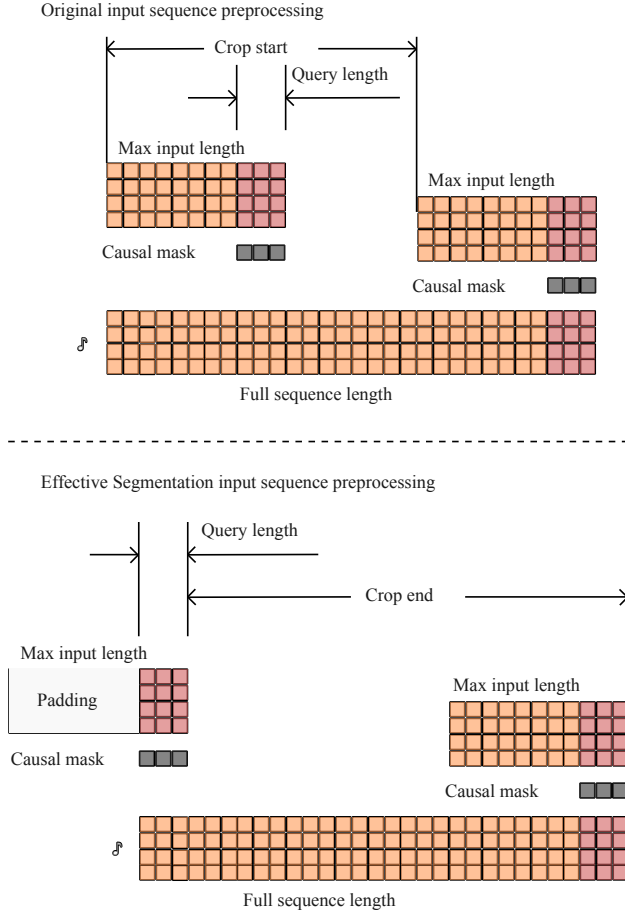 Original input sequence preprocessing
Crop start
Query length
Max input length
Max input length
Causal mask
Causal mask
Full sequence length
Effective Segmentation input sequence preprocessing
Query length
Crop end
Max input length
Max input length
Padding
Causal mask
Causal mask
Full sequence length